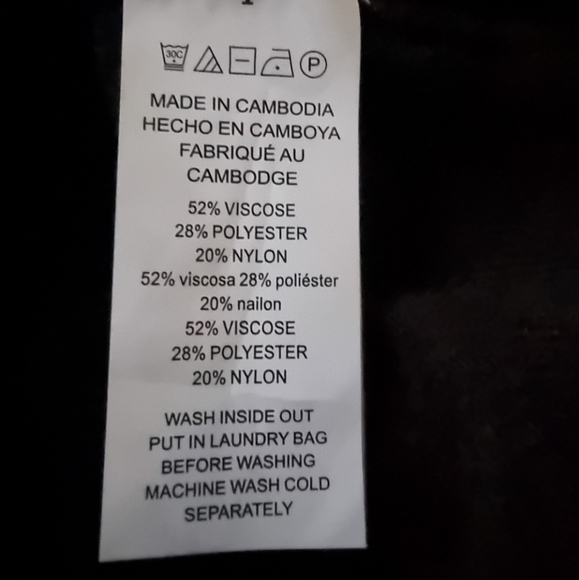 30C
P
MADE IN CAMBODIA
HECHO EN CAMBOYA
FABRIQUÉ AU
CAMBODGE
52% VISCOSE
28% POLYESTER
20% NYLON
52% viscosa 28% poliéster
20% nailon
52% VISCOSE
28% POLYESTER
20% NYLON
WASH INSIDE OUT
PUT IN LAUNDRY BAG
BEFORE WASHING
MACHINE WASH COLD
SEPARATELY